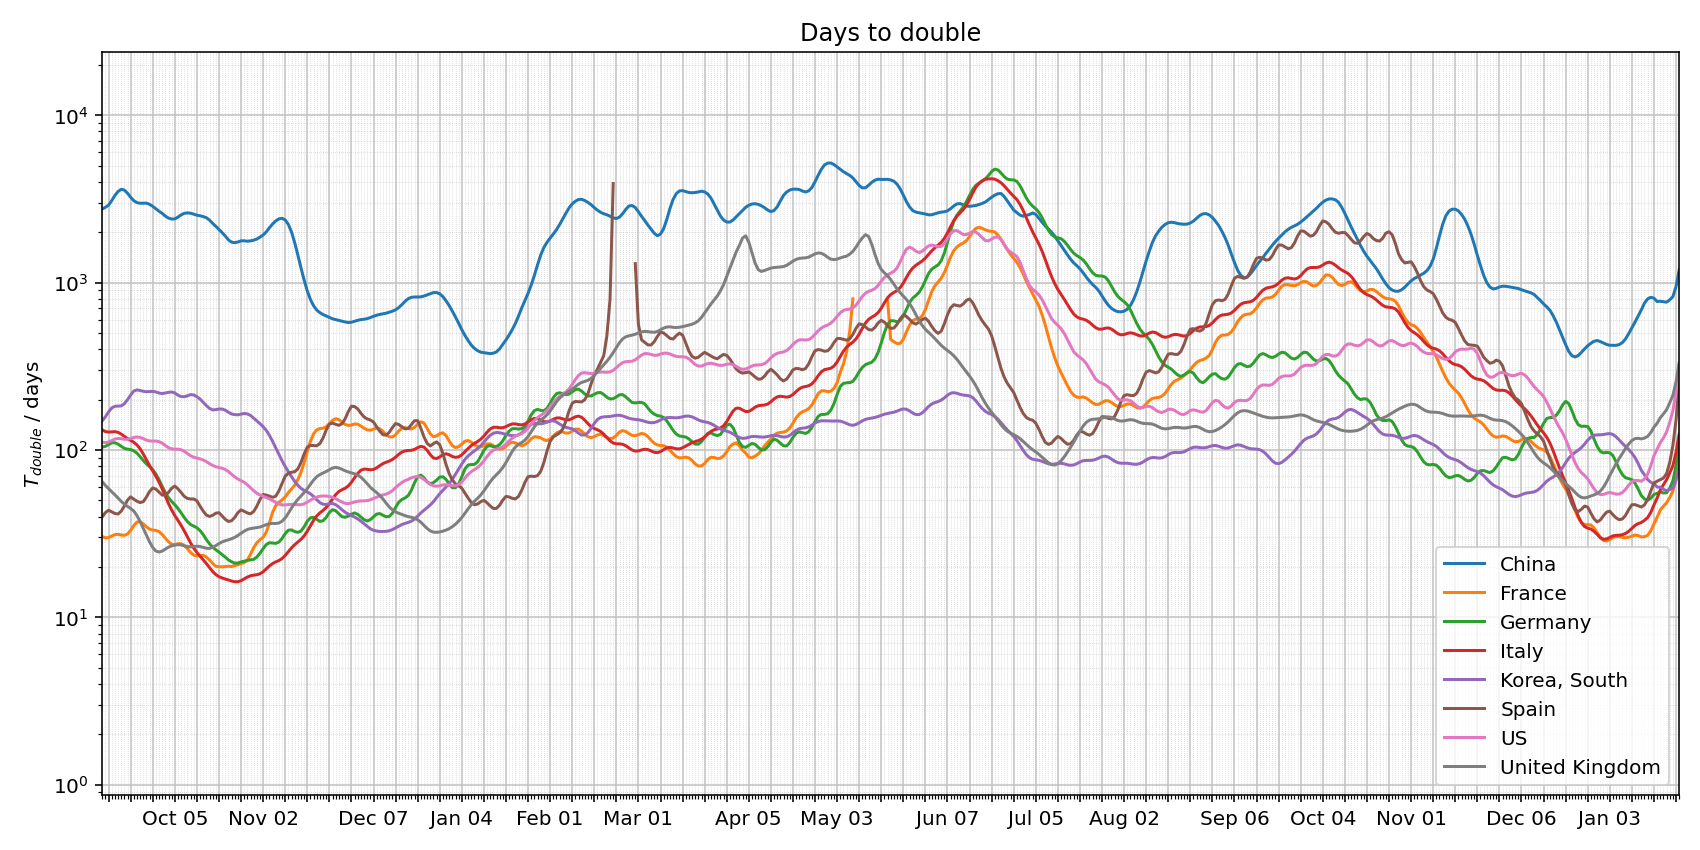 Days to double
T_double / days
10^4
10^3
10^2
10^1
10^0
Oct 05 Nov 02 Dec 07 Jan 04 Feb 01 Mar 01 Apr 05 May 03 Jun 07 Jul 05 Aug 02 Sep 06 Oct 04 Nov 01 Dec 06 Jan 03
China
France
Germany
Italy
Korea, South
Spain
US
United Kingdom